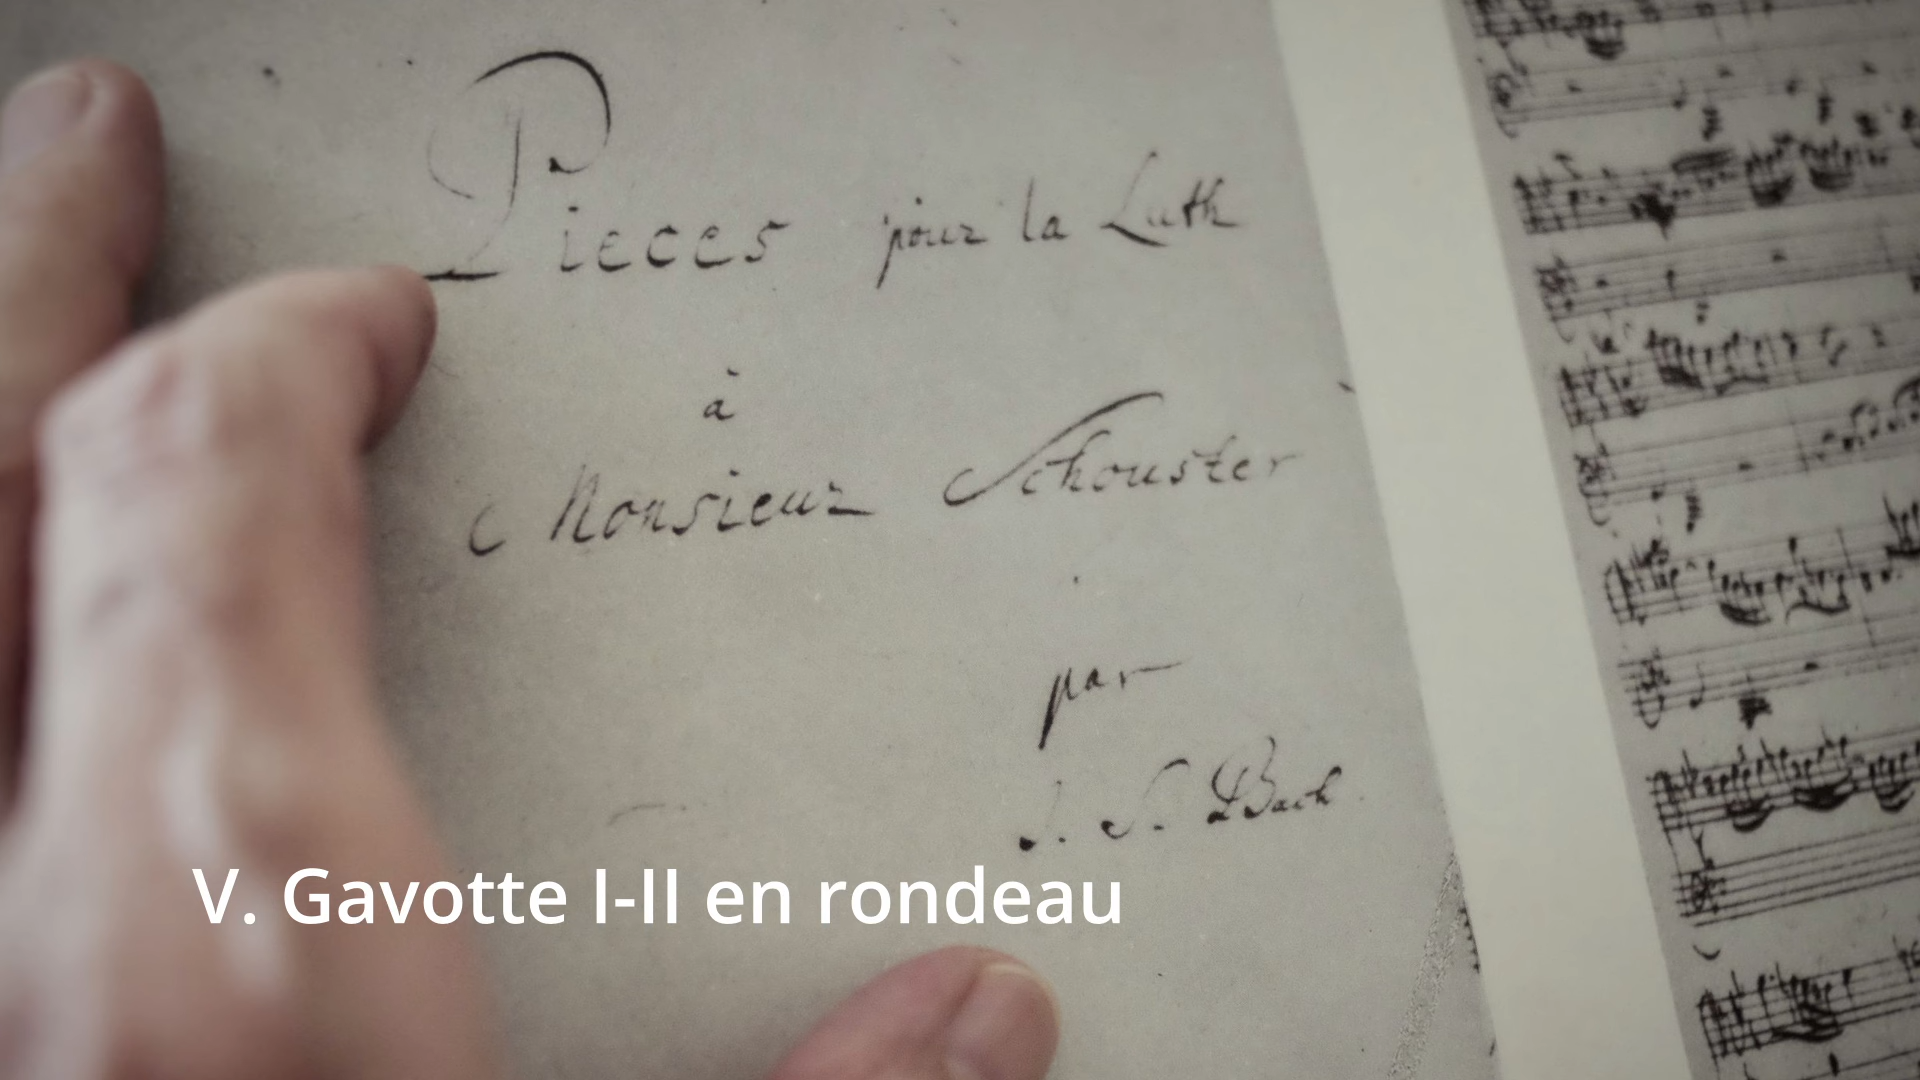 Pieces pour la Luth
à
Monsieur Schouster
par
J. S. Bach
V. Gavotte I-II en rondeau